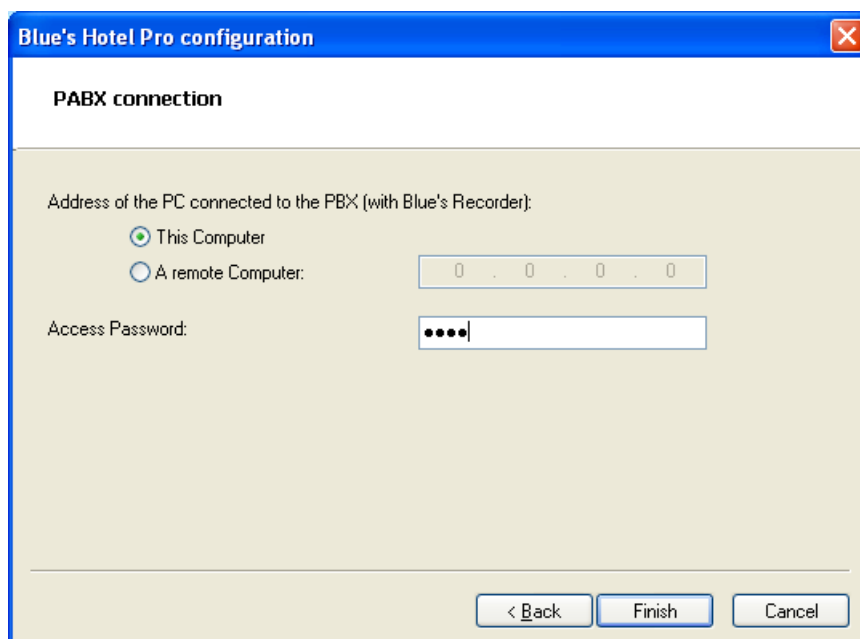 Blue's Hotel Pro configuration
PABX connection
Address of the PC connected to the PBX (with Blue's Recorder):
This Computer
A remote Computer: 0 . 0 . 0 . 0
Access Password: ••••
< Back Finish Cancel